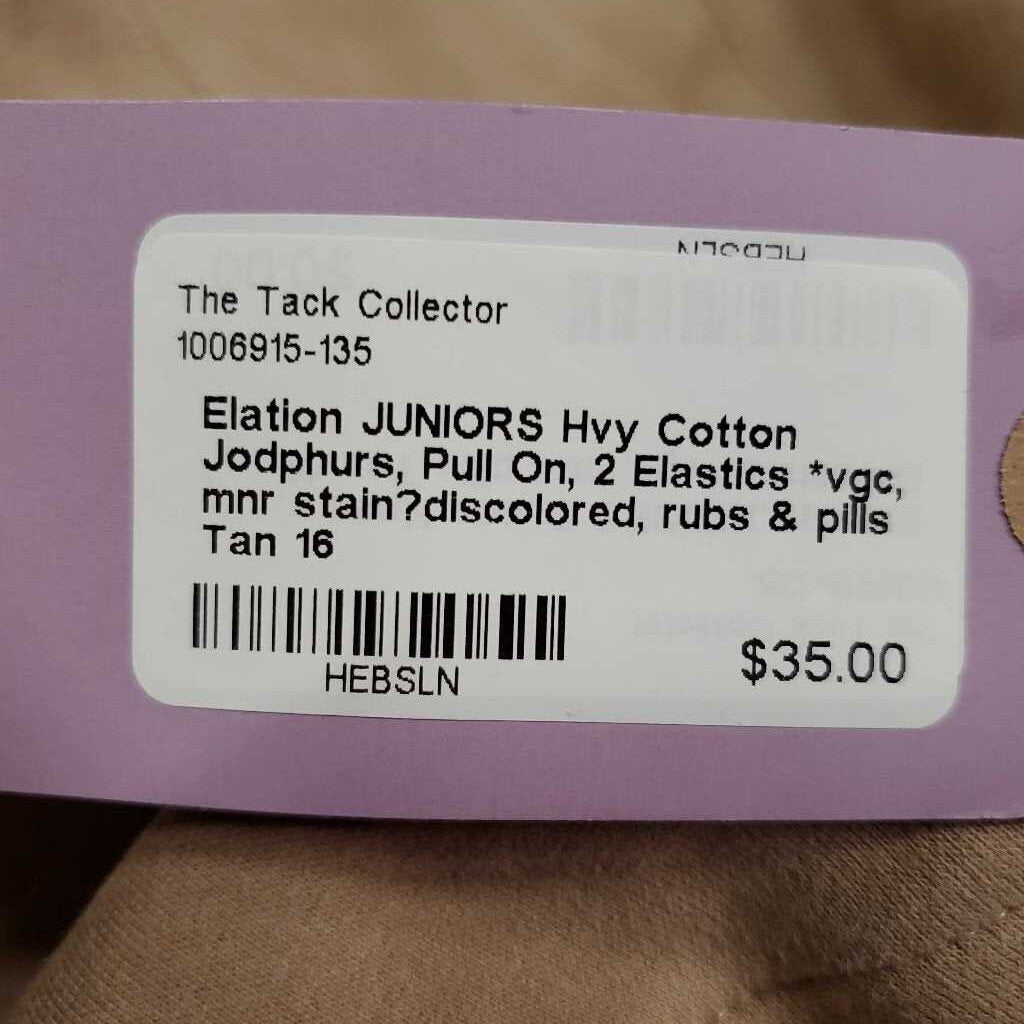 The Tack Collector
1006915-135
Elation JUNIORS Hvy Cotton
Jodphurs, Pull On, 2 Elastics *vgc,
mnr stain?discolored, rubs & pills
Tan 16
HEBSLN
$35.00